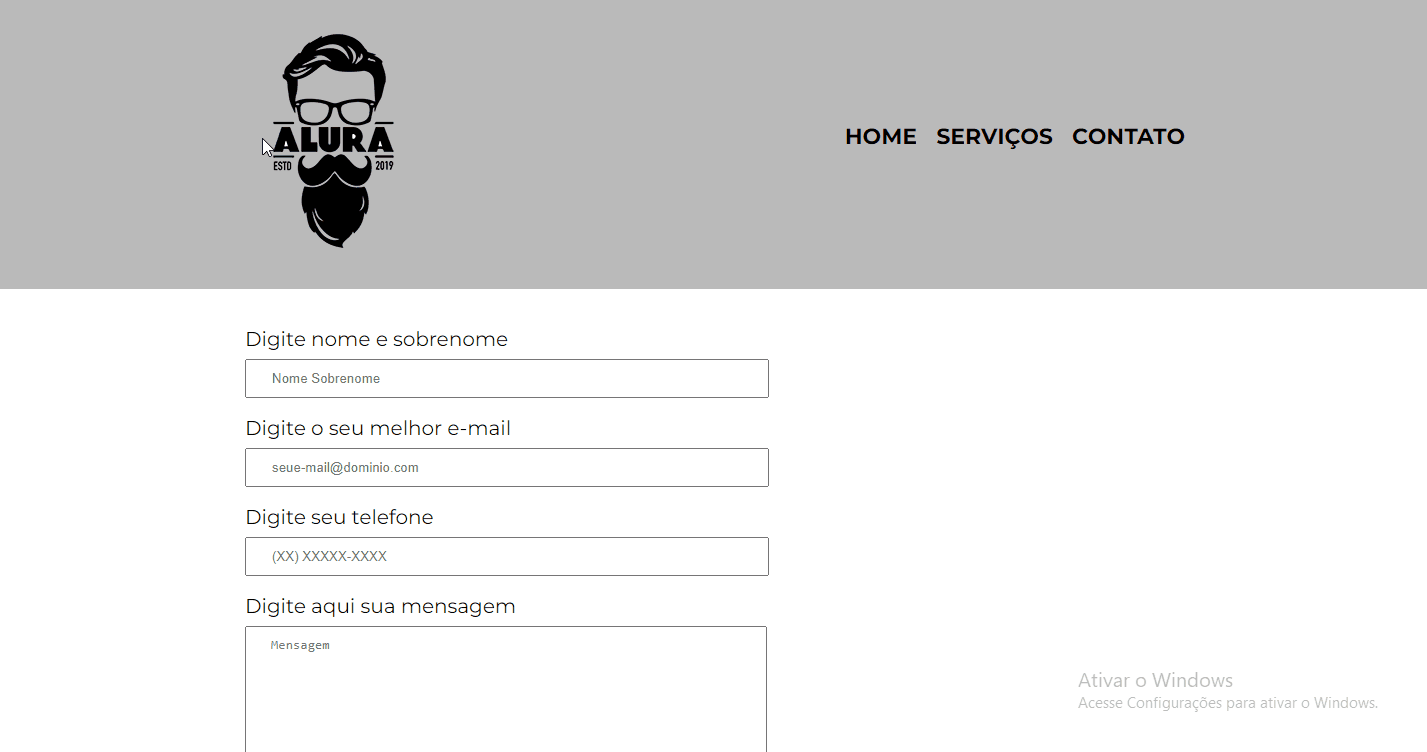 ALURA
ESTD 2019
HOME SERVIÇOS CONTATO
Digite nome e sobrenome
Nome Sobrenome
Digite o seu melhor e-mail
seue-mail@dominio.com
Digite seu telefone
(XX) XXXXX-XXXX
Digite aqui sua mensagem
Mensagem
Ativar o Windows
Acesse Configurações para ativar o Windows.